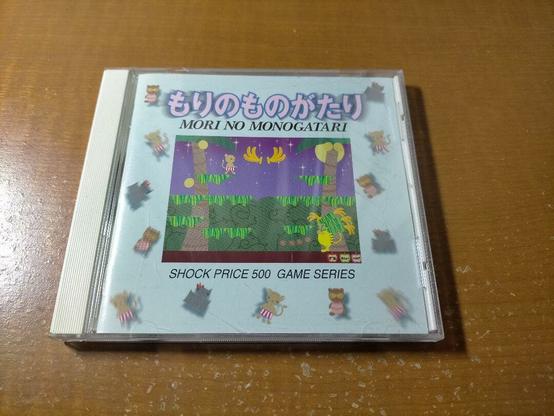 もりのものがたり
MORI NO MONOGATARI
SHOCK PRICE 500 GAME SERIES